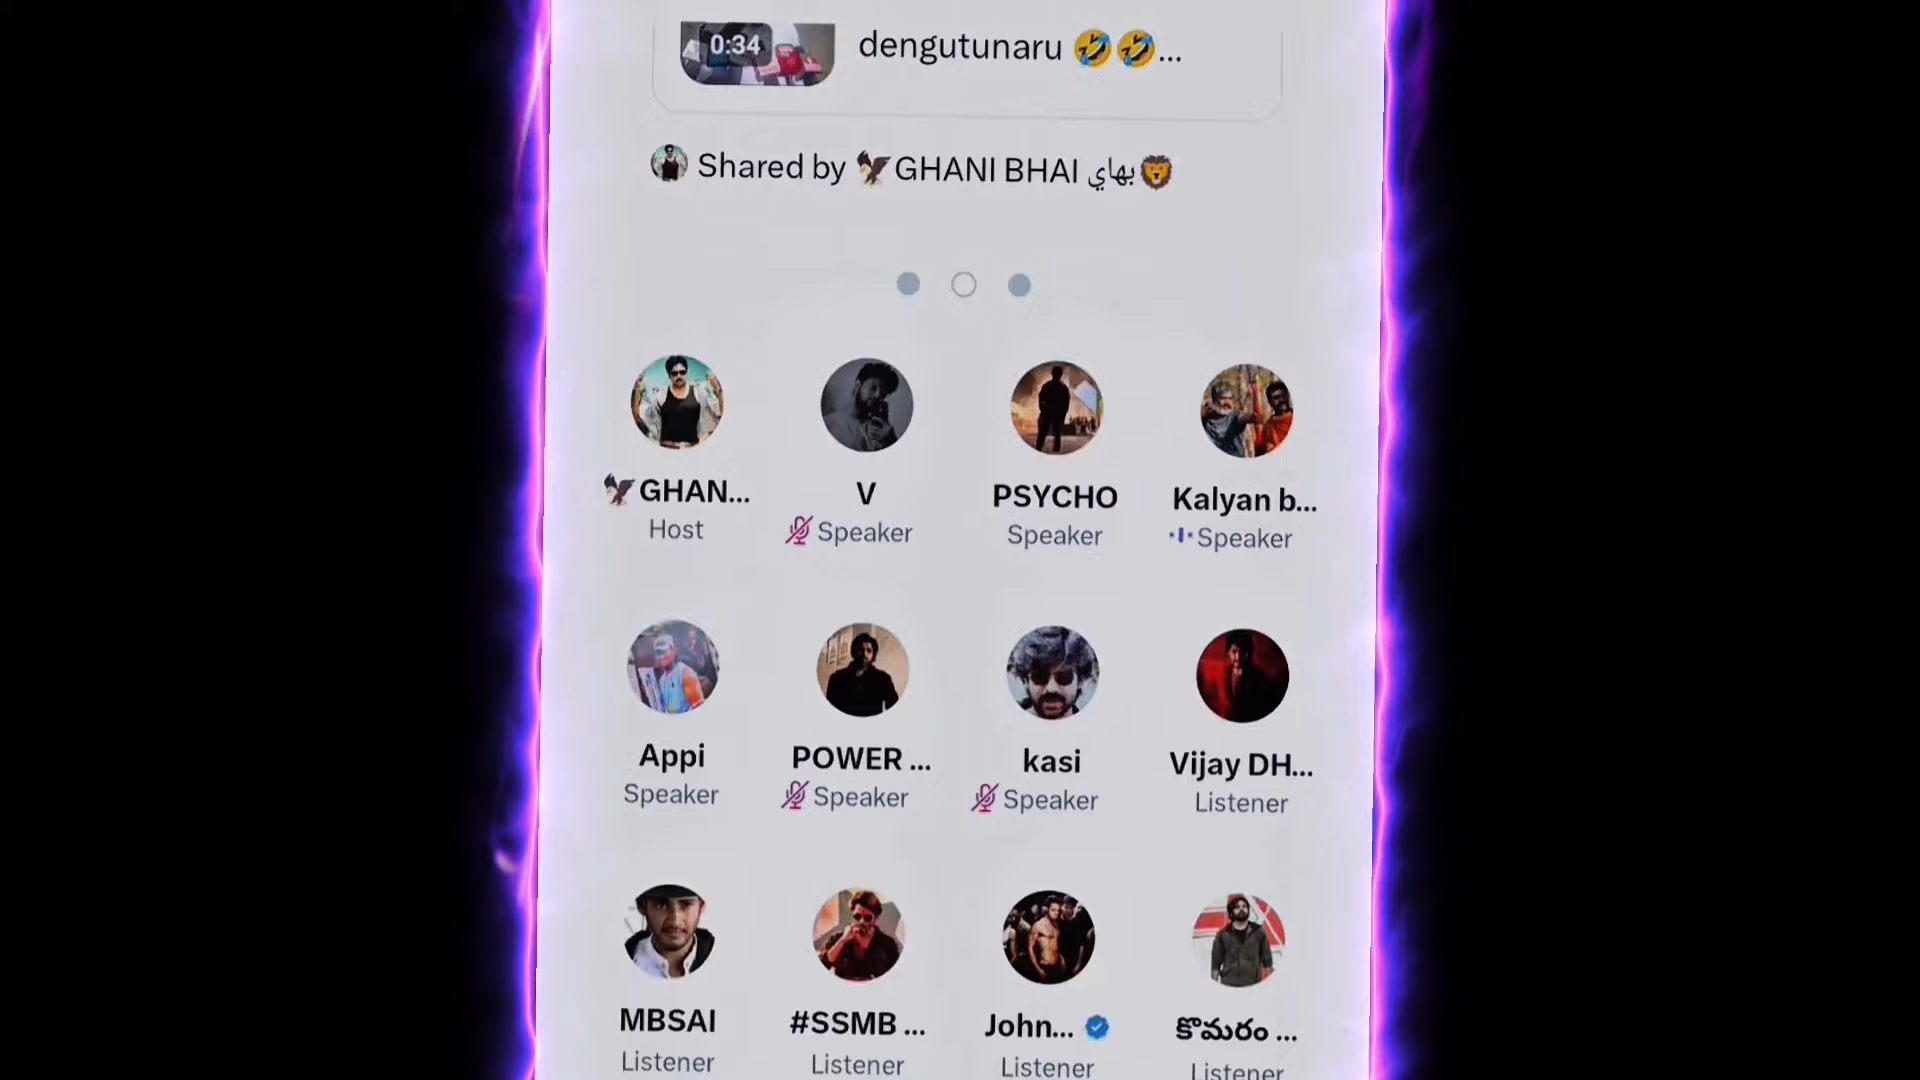 0:34
dengutunaru 🤣🤣...
Shared by 🦅GHANI BHAI بهاي🦁
🦅GHAN... V PSYCHO Kalyan b...
Host Speaker Speaker Speaker
Appi POWER ... kasi Vijay DH...
Speaker Speaker Speaker Listener
MBSAI #SSMB ... John... కొమరం ...
Listener Listener Listener Listener